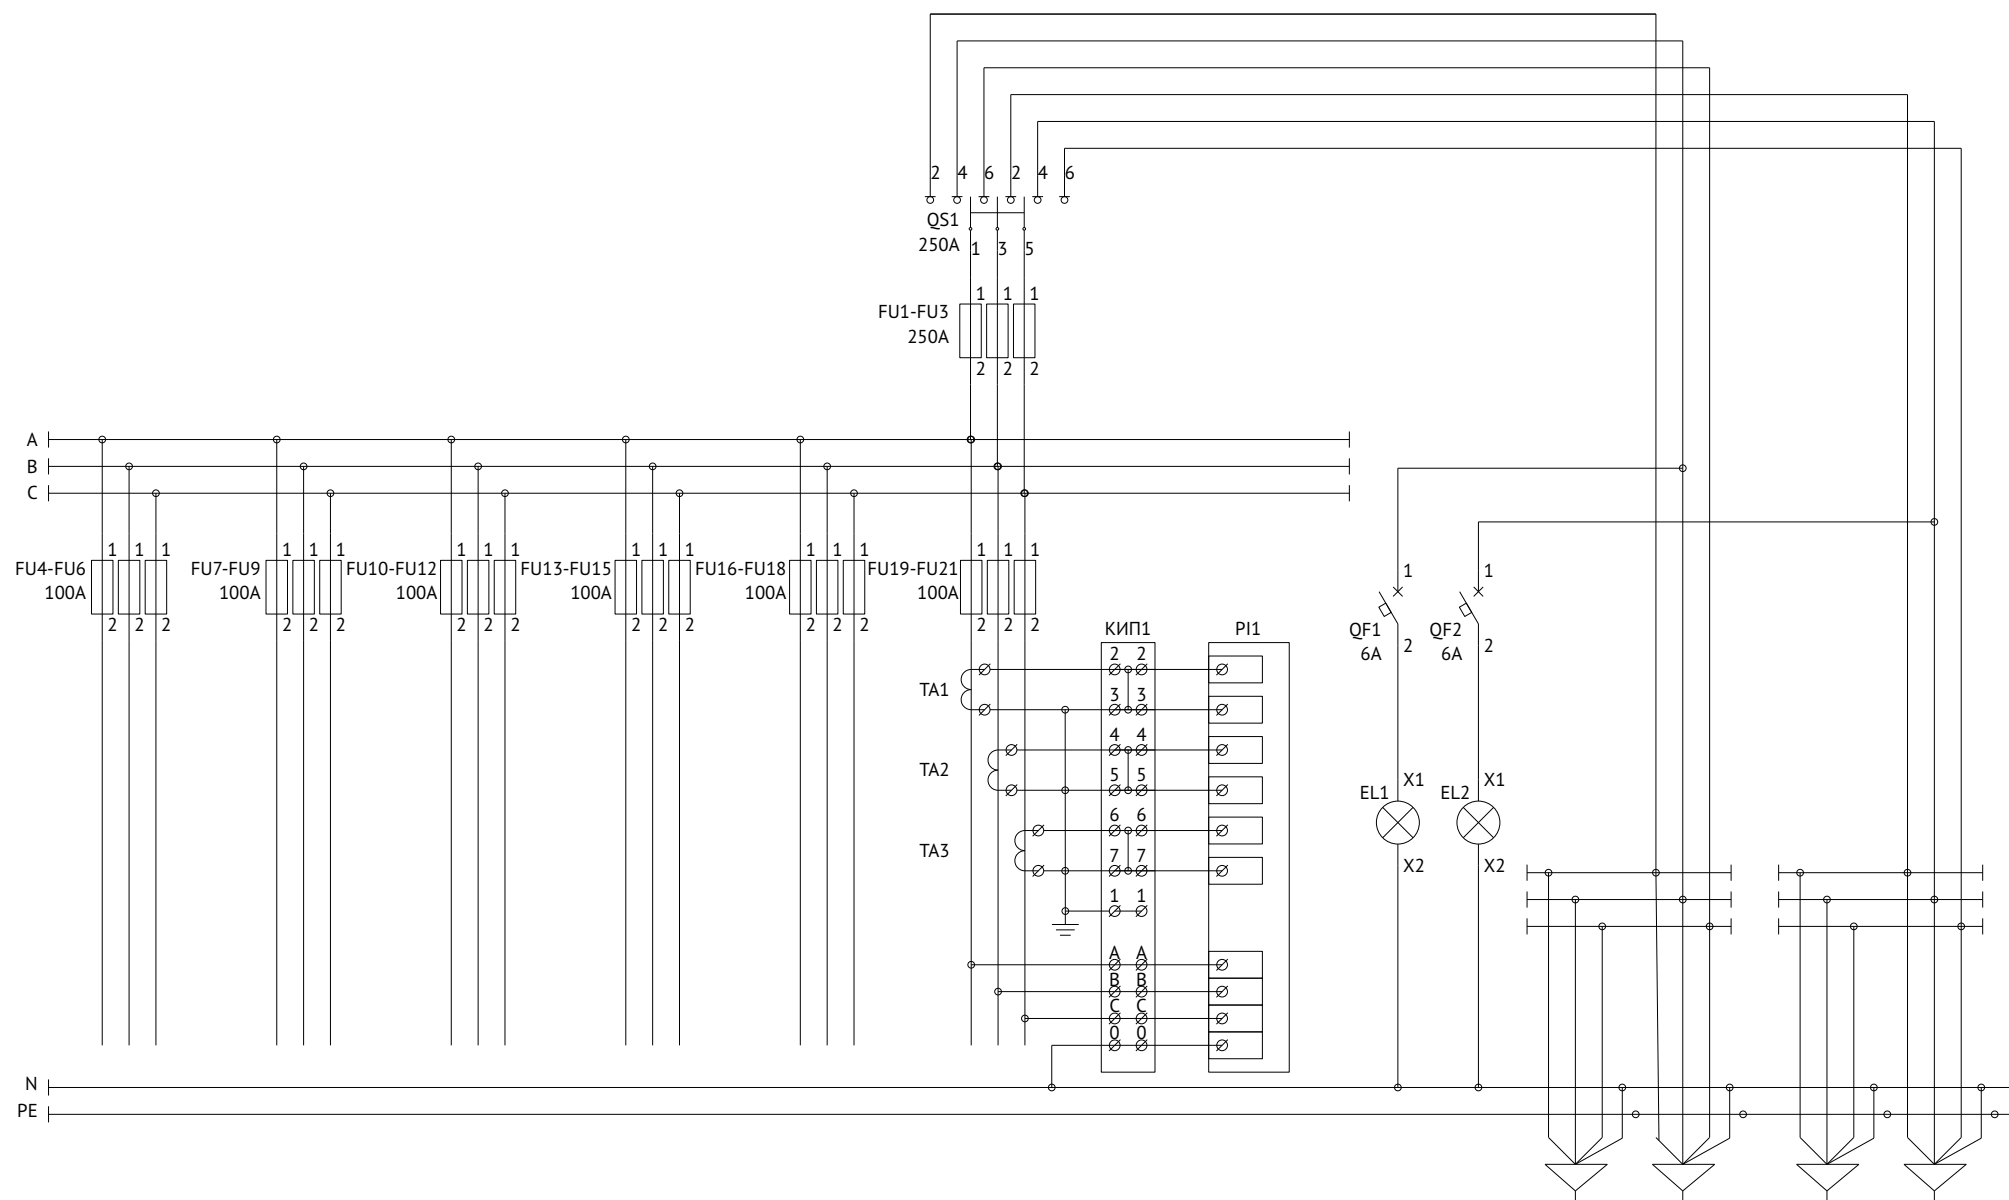 2 4 6 2 4 6
QS1
250A
1 3 5
1 1 1
FU1-FU3
250A
2 2 2
A
B
C
1 1 1 1 1 1 1 1 1 1 1 1 1 1 1 1 1 1
FU4-FU6 FU7-FU9 FU10-FU12 FU13-FU15 FU16-FU18 FU19-FU21
100A 100A 100A 100A 100A 100A
2 2 2 2 2 2 2 2 2 2 2 2 2 2 2 2 2 2
1 1
QF1 QF2
6A 6A
2 2
КИП1 PI1
2 2
TA1
3 3
4 4
TA2
5 5
6 6
TA3
7 7
1 1
A A
B B
C C
0 0
X1 X1
EL1 EL2
X2 X2
N
PE